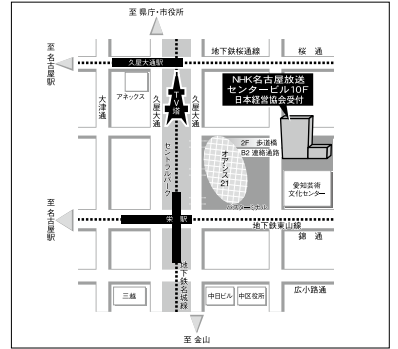 至 県庁・市役所
至 名古屋駅
地下鉄桜通線
桜 通
久屋大通駅
大津通
アネックス
久屋大通
TV塔
久屋大通
NHK名古屋放送
センタービル10F
日本経営協会受付
セントラルパーク
オアシス21
2F 歩道橋
B2 連絡通路
愛知芸術
文化センター
至 名古屋駅
栄駅
地下鉄東山線
錦 通
地下鉄名城線
三越
中日ビル
中区役所
広小路通
至 金山